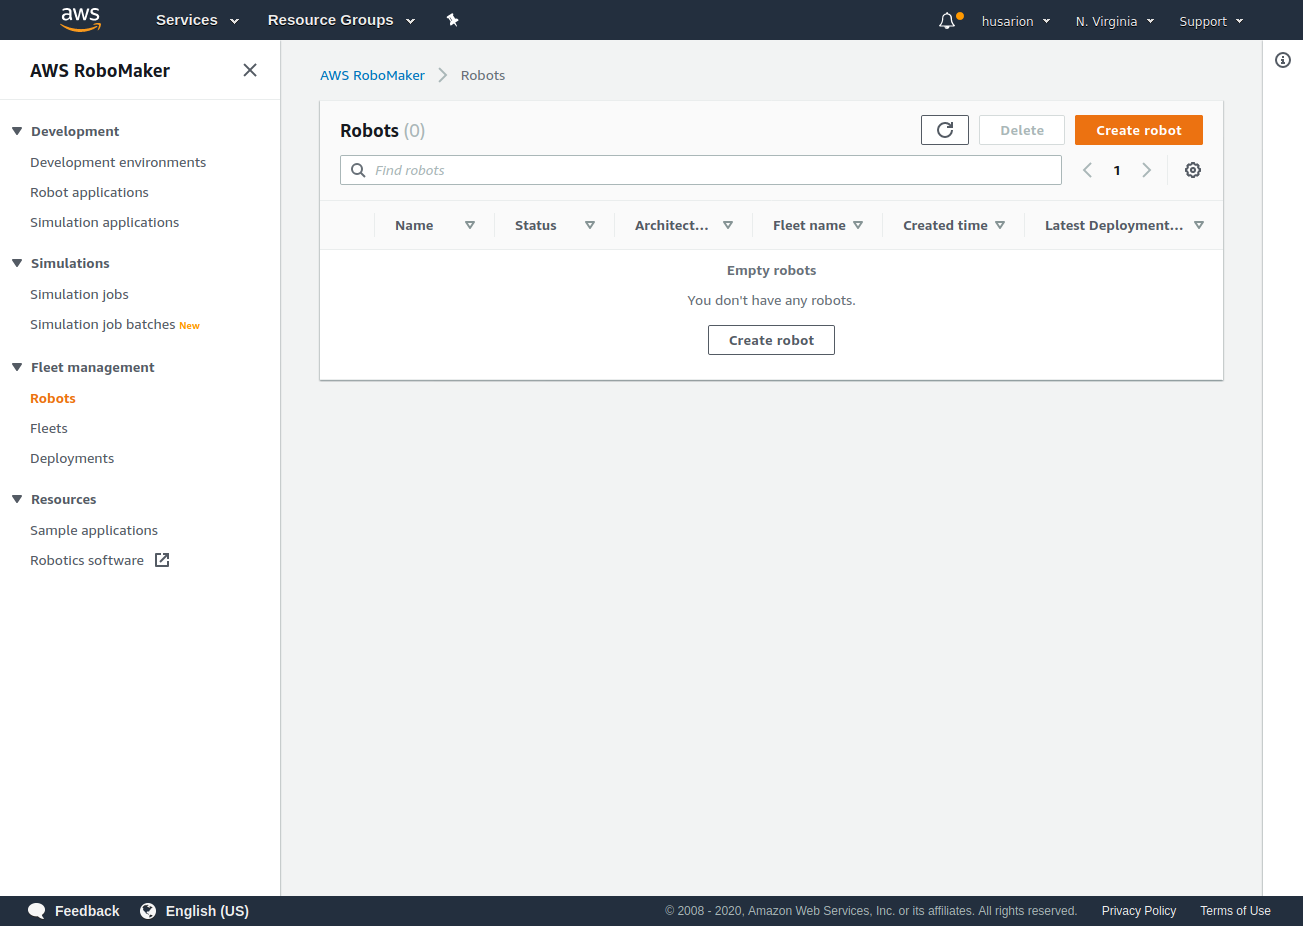 aws Services Resource Groups husarion N. Virginia Support
AWS RoboMaker
Development
Development environments
Robot applications
Simulation applications
Simulations
Simulation jobs
Simulation job batches New
Fleet management
Robots
Fleets
Deployments
Resources
Sample applications
Robotics software
AWS RoboMaker Robots
Robots (0) Delete Create robot
Find robots 1
Name Status Architect... Fleet name Created time Latest Deployment...
Empty robots
You don't have any robots.
Create robot
Feedback English (US) © 2008 - 2020, Amazon Web Services, Inc. or its affiliates. All rights reserved. Privacy Policy Terms of Use